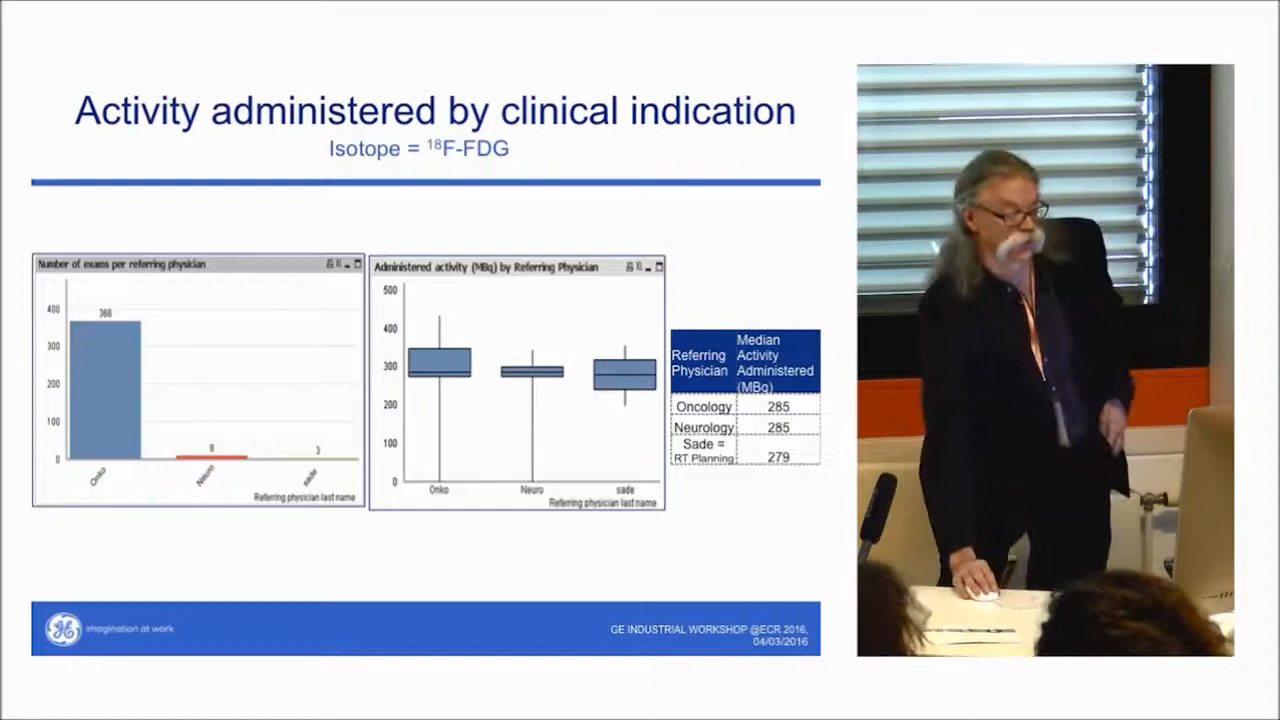 Activity administered by clinical indication
Isotope = 18F-FDG
Number of exams per referring physician
400
300
200
100
0
366
9
3
Onko
Neuro
sade
Referring physician last name
Administered activity (MBq) by Referring Physician
500
400
300
200
100
0
Onko
Neuro
sade
Referring physician last name
Referring Physician
Median Activity Administered (MBq)
Oncology 285
Neurology 285
Sade =
RT Planning 279
imagination at work
GE INDUSTRIAL WORKSHOP @ECR 2016,
04/03/2016